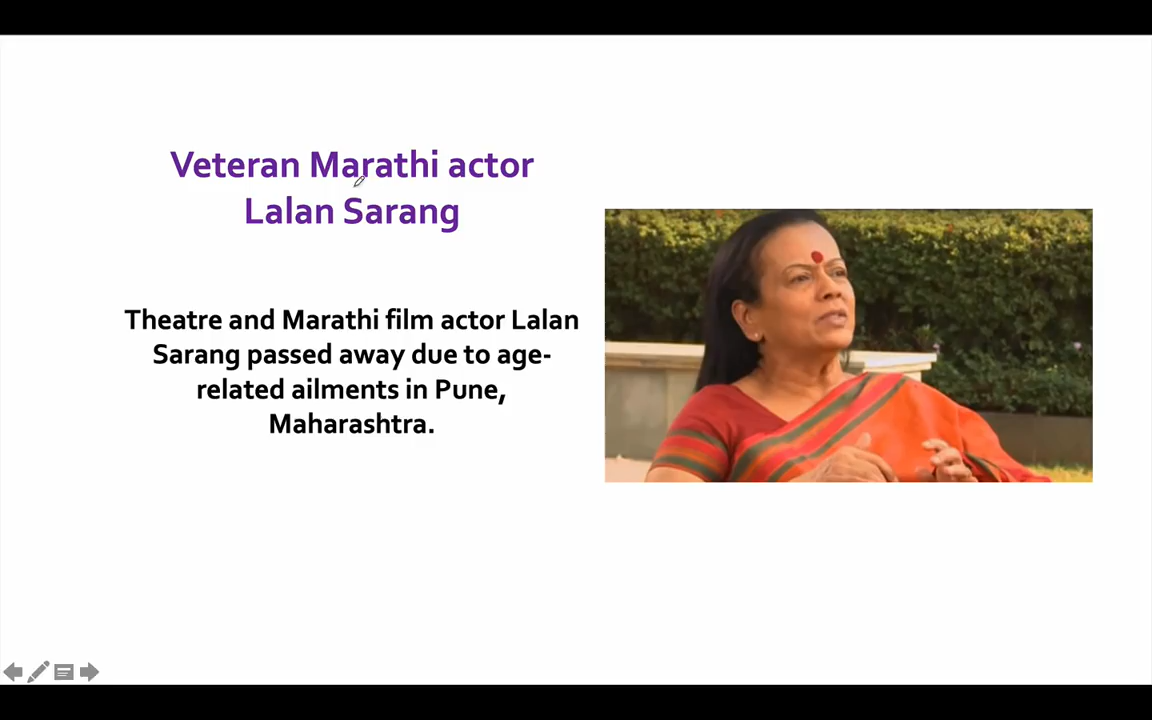 Veteran Marathi actor
Lalan Sarang
Theatre and Marathi film actor Lalan
Sarang passed away due to age-
related ailments in Pune,
Maharashtra.